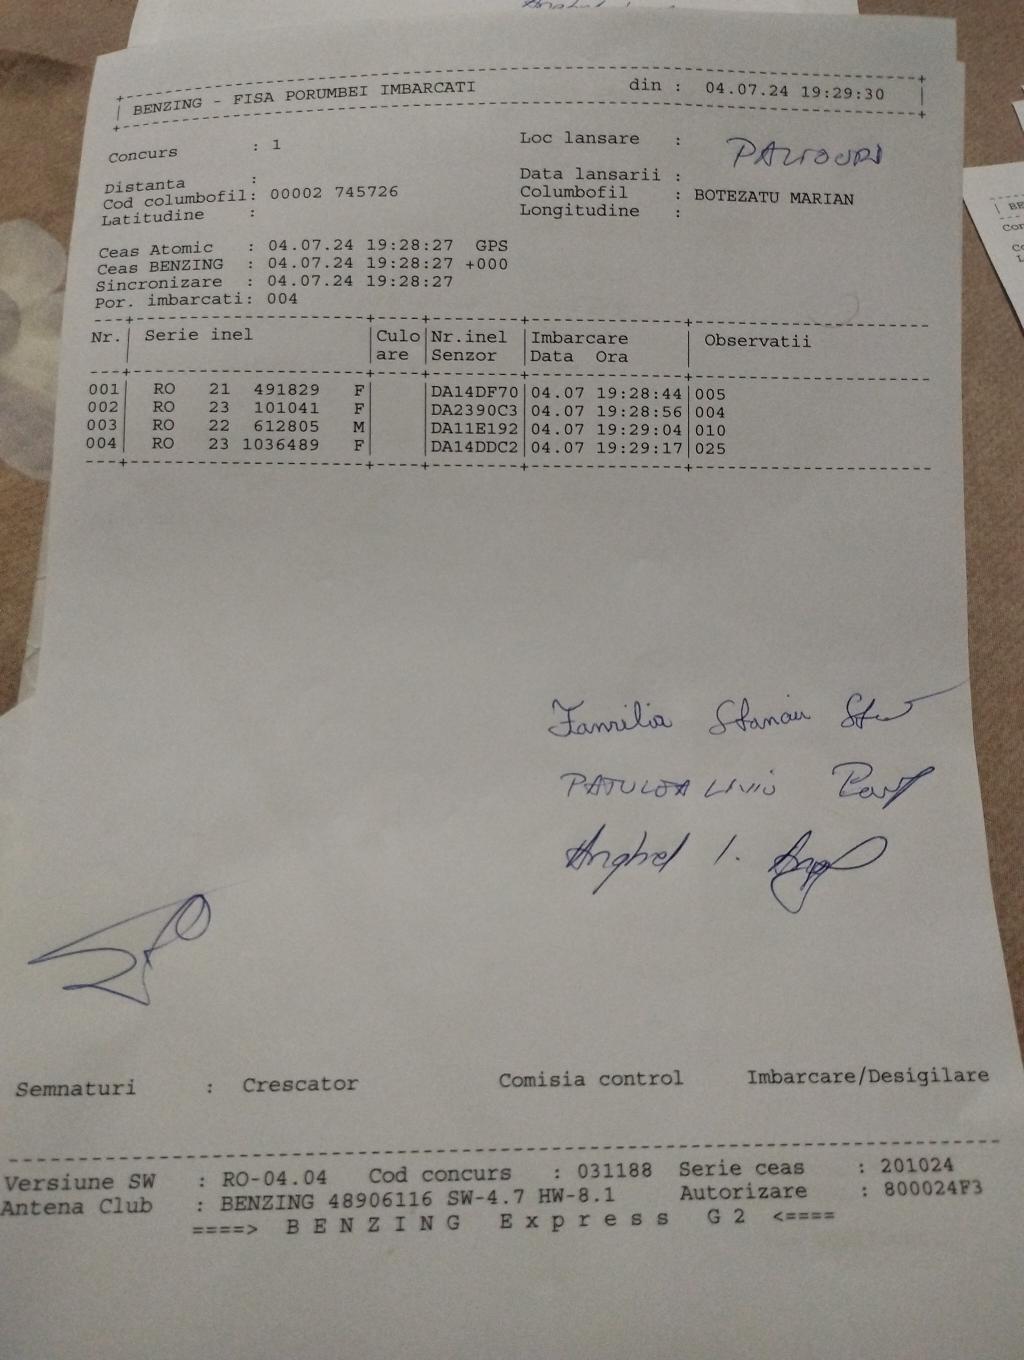 BENZING - FISA PORUMBEI IMBARCATI din : 04.07.24 19:29:30
Concurs : 1 Loc lansare :
Distanta : Data lansarii :
Cod columbofil: 00002 745726 Columbofil : BOTEZATU MARIAN
Latitudine : Longitudine :
Ceas Atomic : 04.07.24 19:28:27 GPS
Ceas BENZING : 04.07.24 19:28:27 +000
Sincronizare : 04.07.24 19:28:27
Por. imbarcati: 004
Nr. Serie inel Culo Nr.inel Imbarcare Observatii
are Senzor Data Ora
001 RO 21 491829 F DA14DF70 04.07 19:28:44 005
002 RO 23 101041 F DA2390C3 04.07 19:28:56 004
003 RO 22 612805 M DA11E192 04.07 19:29:04 010
004 RO 23 1036489 F DA14DDC2 04.07 19:29:17 025
Familia
LIVIU
Anghel I.
Semnaturi : Crescator Comisia control Imbarcare/Desigilare
Versiune SW : RO-04.04 Cod concurs : 031188 Serie ceas : 201024
Antena Club : BENZING 48906116 SW-4.7 HW-8.1 Autorizare : 800024F3
====> BENZING Express G2 <====